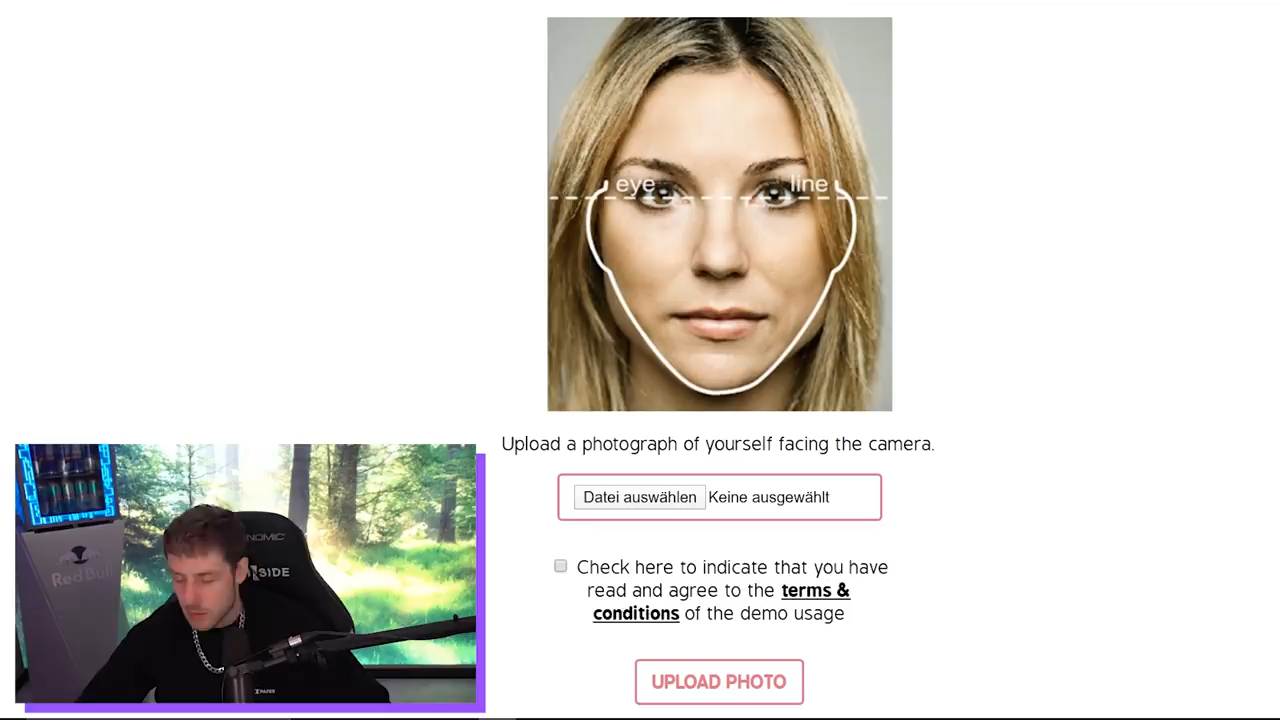 eye line
Upload a photograph of yourself facing the camera.
Datei auswählen Keine ausgewählt
Check here to indicate that you have
read and agree to the terms &
conditions of the demo usage
UPLOAD PHOTO
Red Bull
NOMIC
SIDE